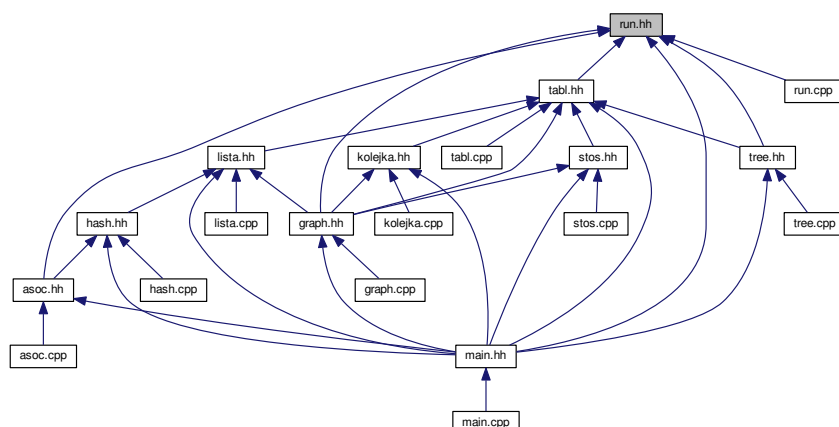 run.hh
tabl.hh
run.cpp
lista.hh
kolejka.hh
tabl.cpp
stos.hh
tree.hh
hash.hh
lista.cpp
graph.hh
kolejka.cpp
stos.cpp
tree.cpp
asoc.hh
hash.cpp
graph.cpp
asoc.cpp
main.hh
main.cpp